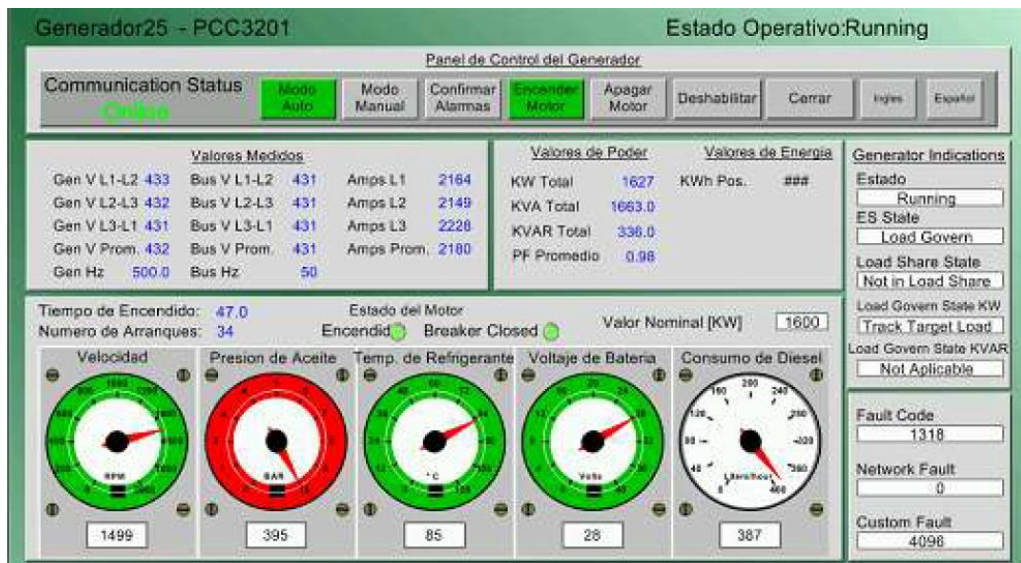 Generador25 - PCC3201
Estado Operativo:Running
Panel de Control del Generador
Communication Status
Online
Modo Auto
Modo Manual
Confirmar Alarmas
Encender Motor
Apagar Motor
Deshabilitar
Cerrar
Ingles
Español
Valores Medidos
Gen V L1-L2 433 Bus V L1-L2 431 Amps L1 2164
Gen V L2-L3 432 Bus V L2-L3 431 Amps L2 2149
Gen V L3-L1 431 Bus V L3-L1 431 Amps L3 2228
Gen V Prom. 432 Bus V Prom. 431 Amps Prom. 2180
Gen Hz 500.0 Bus Hz 50
Valores de Poder
KW Total 1627
KVA Total 1663.0
KVAR Total 336.0
PF Promedio 0.98
Valores de Energia
KWh Pos. ###
Generator Indications
Estado
Running
ES State
Load Govern
Load Share State
Not in Load Share
Load Govern State KW
Track Target Load
Load Govern State KVAR
Not Aplicable
Tiempo de Encendido: 47.0
Numero de Arranques: 34
Estado del Motor
Encendido
Breaker Closed
Valor Nominal [KW] 1600
Velocidad
RPM
1499
Presion de Aceite
BAR
395
Temp. de Refrigerante
°C
85
Voltaje de Bateria
Volts
28
Consumo de Diesel
120 160 200 240 280 320 360
Liters/hour
387
Fault Code
1318
Network Fault
0
Custom Fault
4096